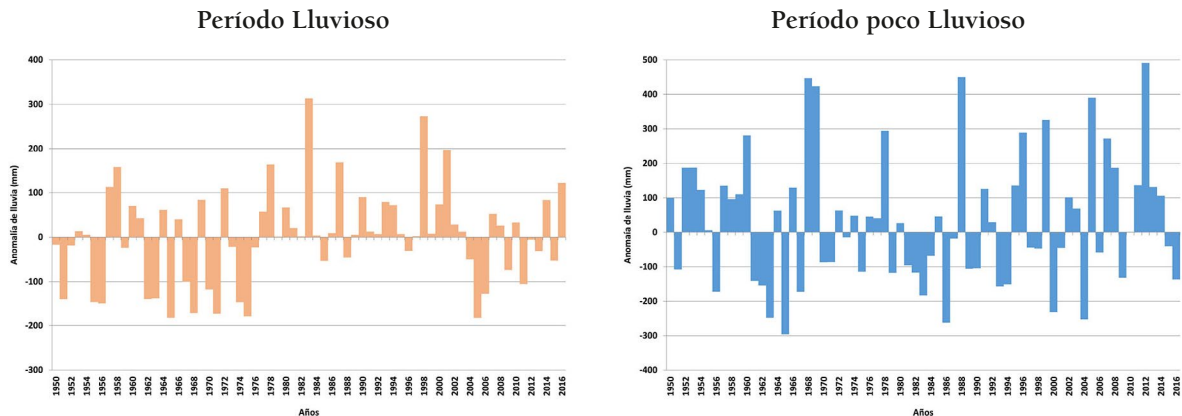 Período Lluvioso
400
300
200
100
0
-100
-200
-300
Anomalía de lluvia (mm)
1950 1952 1954 1956 1958 1960 1962 1964 1966 1968 1970 1972 1974 1976 1978 1980 1982 1984 1986 1988 1990 1992 1994 1996 1998 2000 2002 2004 2006 2008 2010 2012 2014 2016
Años
Período poco Lluvioso
500
400
300
200
100
0
-100
-200
-300
-400
Anomaía de lluvia (mm)
1950 1952 1954 1956 1958 1960 1962 1964 1966 1968 1970 1972 1974 1976 1978 1980 1982 1984 1986 1988 1990 1992 1994 1996 1998 2000 2002 2004 2006 2008 2010 2012 2014 2016
Años